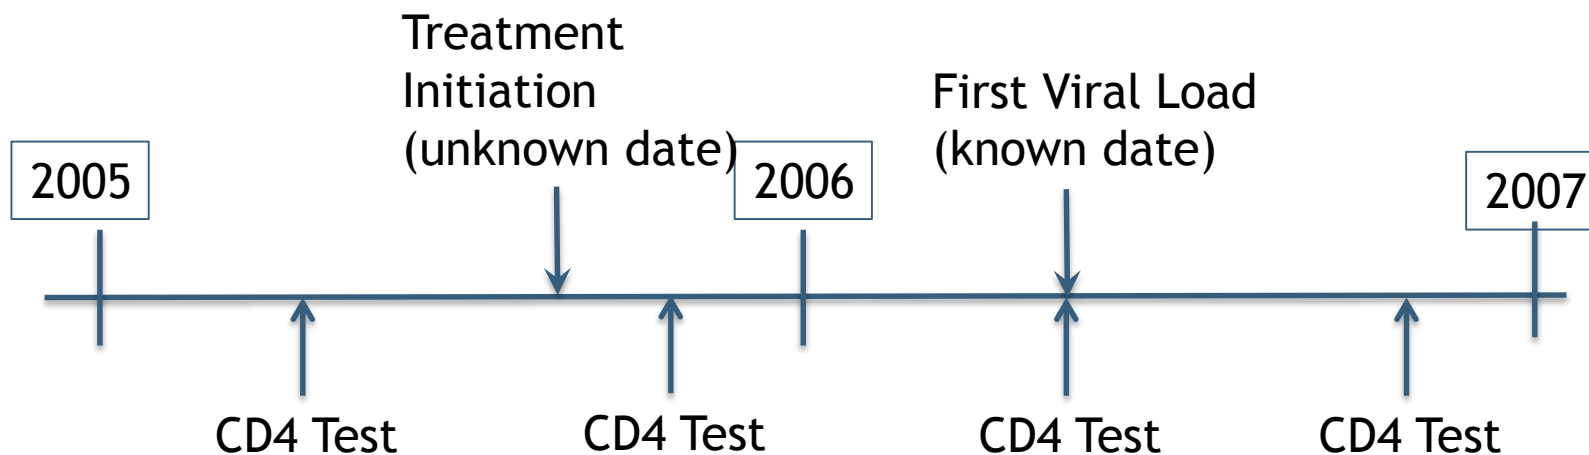 Treatment
Initiation
(unknown date)
First Viral Load
(known date)
2005
2006
2007
CD4 Test
CD4 Test
CD4 Test
CD4 Test